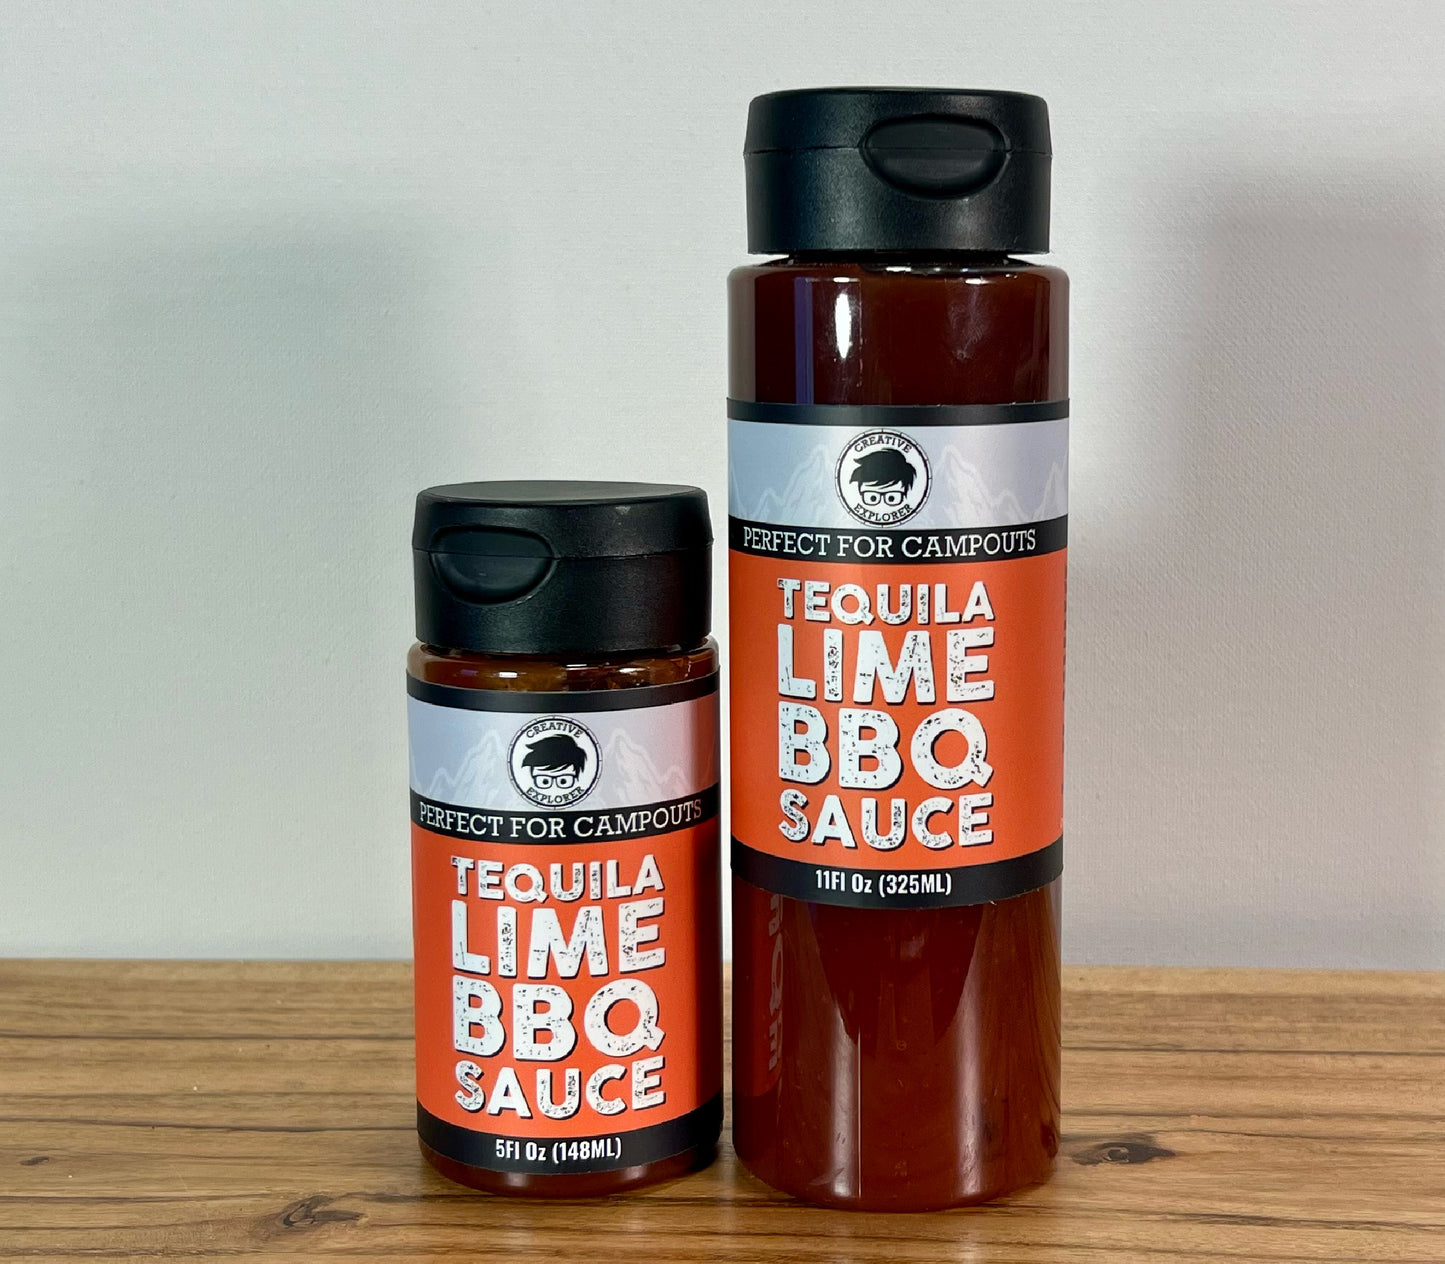 CREATIVE
EXPLORER
PERFECT FOR CAMPOUTS
TEQUILA
LIME
BBQ
SAUCE
5Fl Oz (148ML)
CREATIVE
EXPLORER
PERFECT FOR CAMPOUTS
TEQUILA
LIME
BBQ
SAUCE
11Fl Oz (325ML)